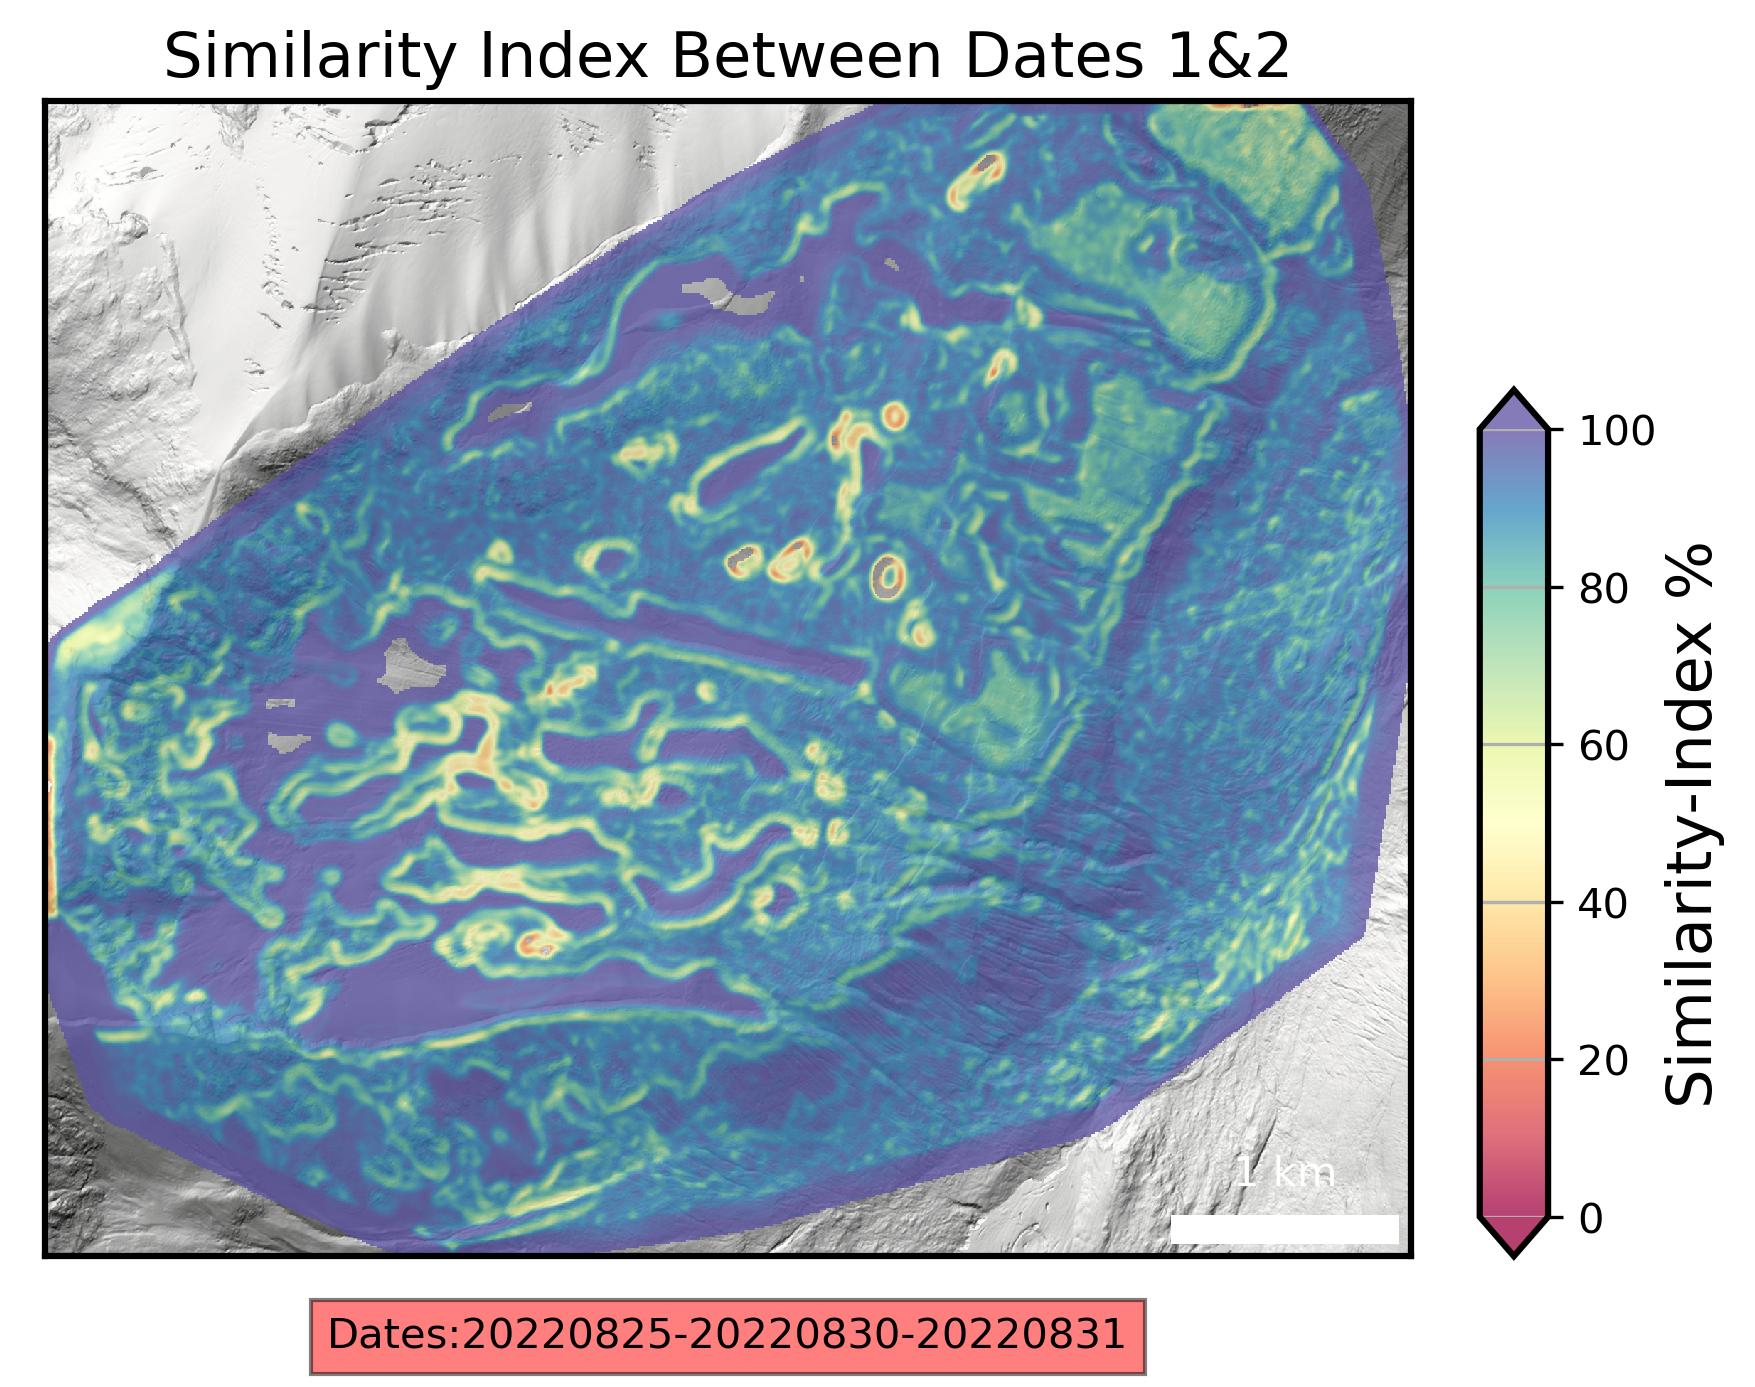 Similarity Index Between Dates 1&2
100
80
60
40
20
0
Similarity-Index %
1 km
Dates:20220825-20220830-20220831